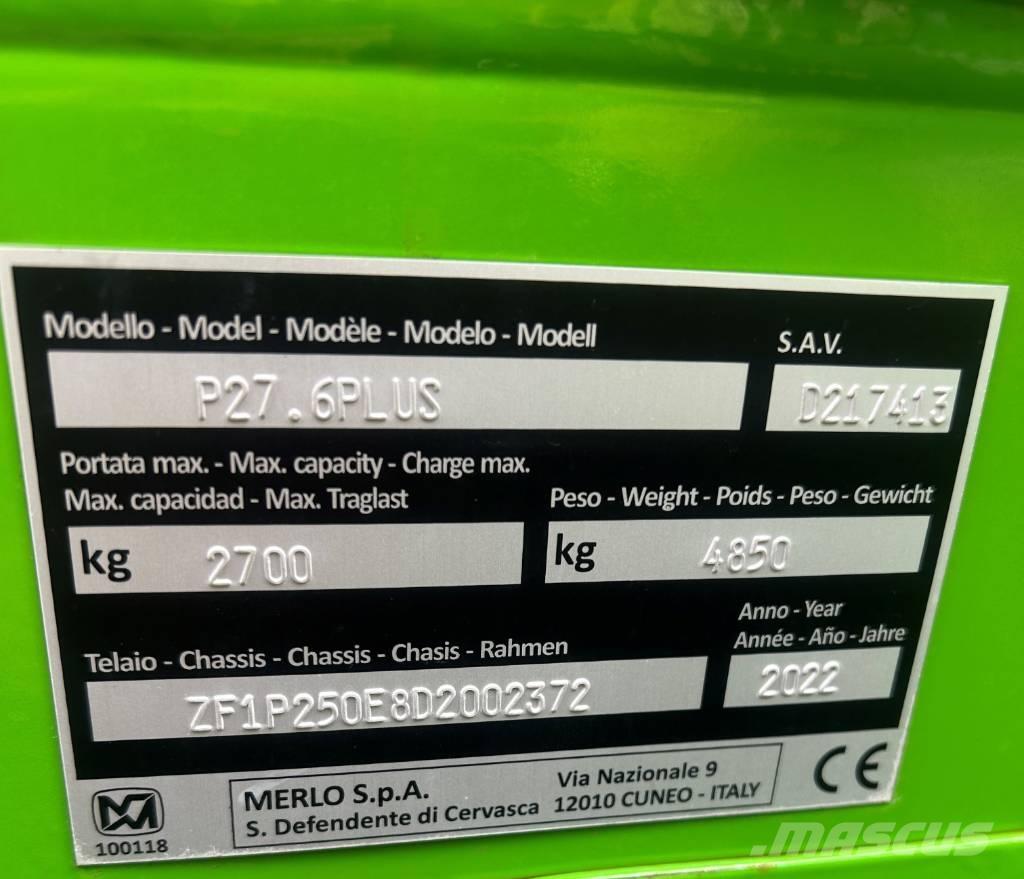 Modello - Model - Modèle - Modelo - Modell
S.A.V.
P27.6PLUS
D217413
Portata max. - Max. capacity - Charge max.
Max. capacidad - Max. Traglast
Peso - Weight - Poids - Peso - Gewicht
kg 2700
kg 4850
Anno - Year
Année - Año - Jahre
Telaio - Chassis - Chassis - Chasis - Rahmen
2022
ZF1P250E8D2002372
MERLO S.p.A.
S. Defendente di Cervasca
Via Nazionale 9
12010 CUNEO - ITALY
CE
100118
MASCUS